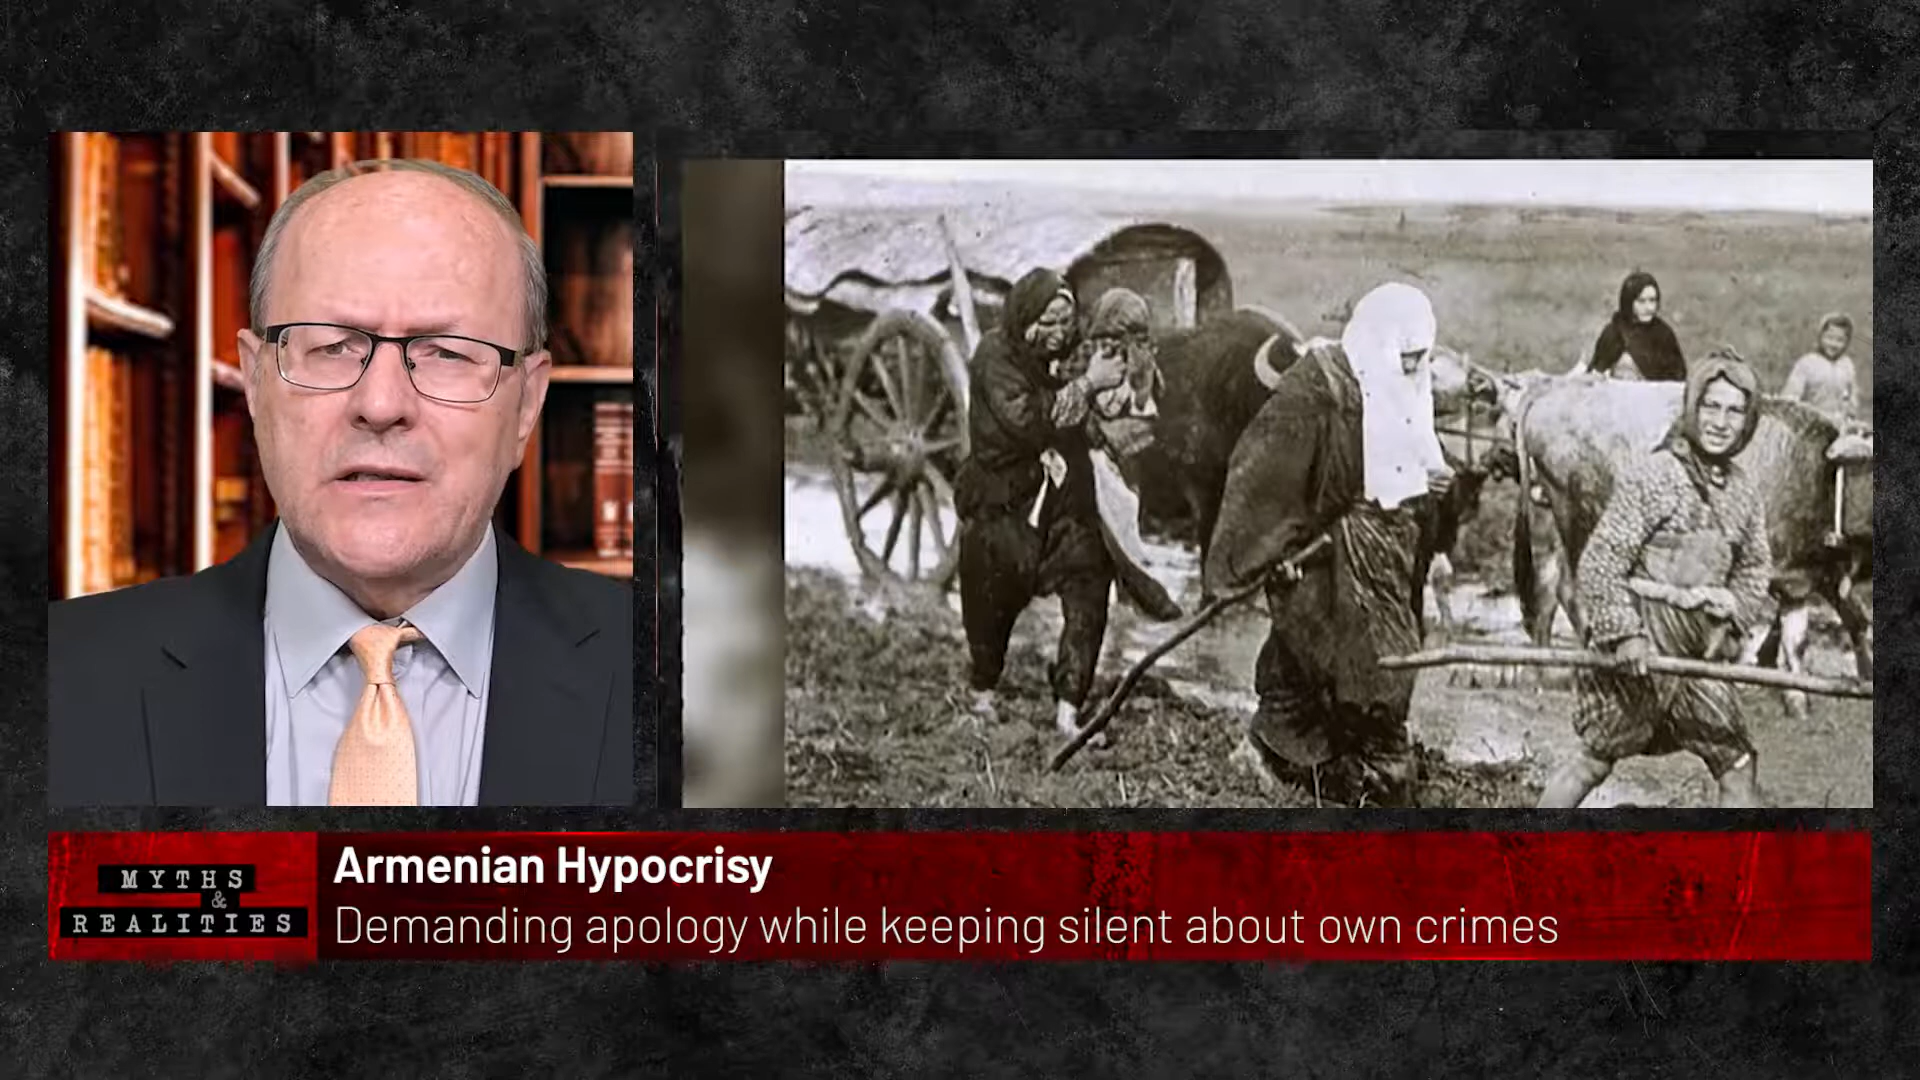 MYTHS
&
REALITIES
Armenian Hypocrisy
Demanding apology while keeping silent about own crimes